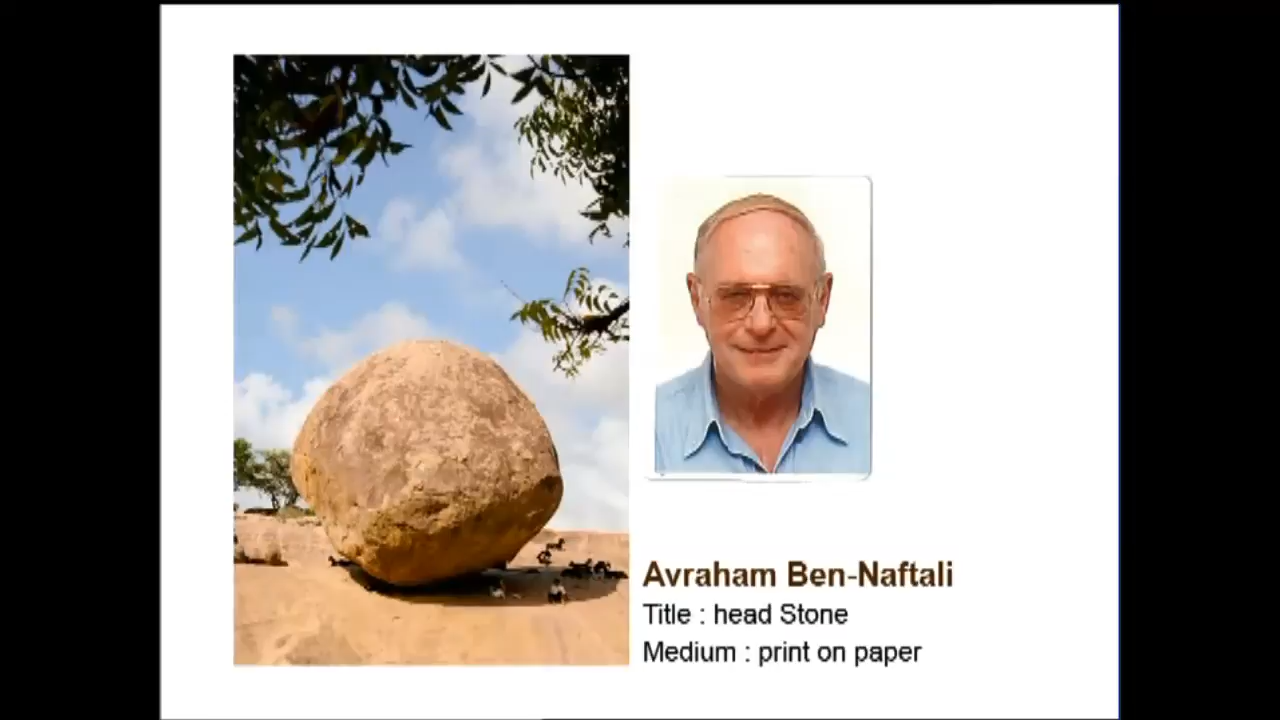 Avraham Ben-Naftali
Title : head Stone
Medium : print on paper